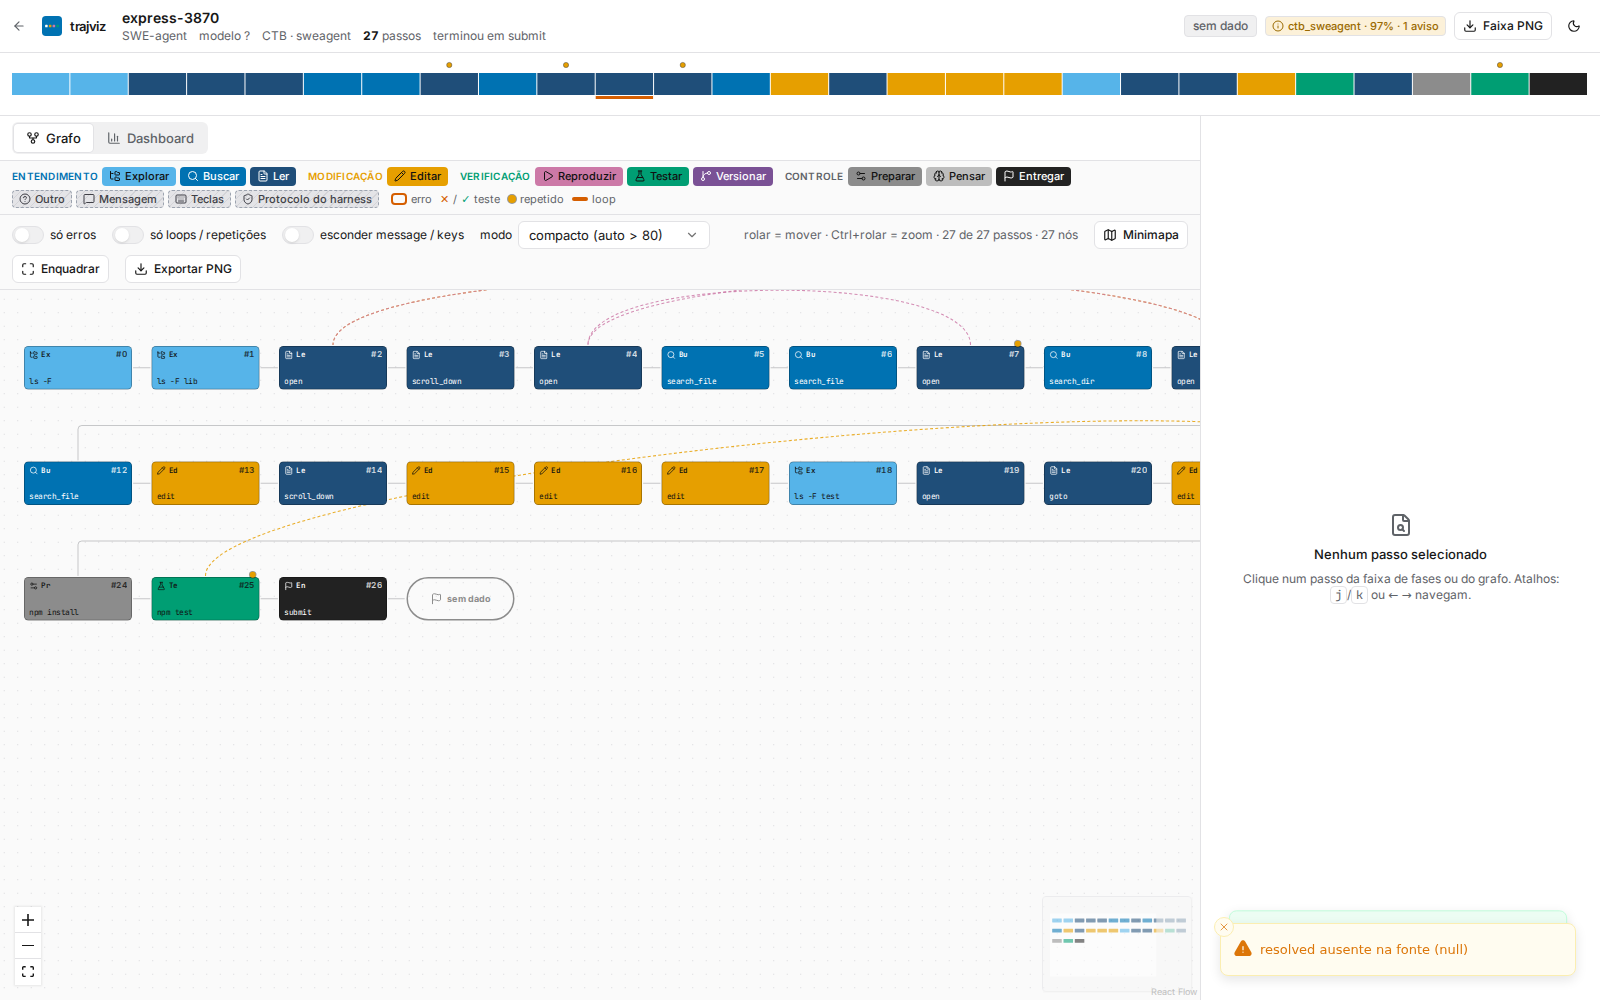 trajviz
express-3870
SWE-agent modelo ? CTB · sweagent 27 passos terminou em submit
sem dado
ctb_sweagent · 97% · 1 aviso
Faixa PNG
Grafo
Dashboard
ENTENDIMENTO Explorar Buscar Ler MODIFICAÇÃO Editar VERIFICAÇÃO Reproduzir Testar Versionar CONTROLE Preparar Pensar Entregar
Outro Mensagem Teclas Protocolo do harness erro × / ✓ teste repetido loop
só erros só loops / repetições esconder message / keys modo compacto (auto > 80) rolar = mover · Ctrl+rolar = zoom · 27 de 27 passos · 27 nós Minimapa
Enquadrar Exportar PNG
Ex #0 Ex #1 Le #2 Le #3 Le #4 Bu #5 Bu #6 Le #7 Bu #8 Le
ls -F ls -F lib open scroll_down open search_file search_file open search_dir open
Bu #12 Ed #13 Le #14 Ed #15 Ed #16 Ed #17 Ex #18 Le #19 Le #20 Ed
search_file edit scroll_down edit edit edit ls -F test open goto edit
Pr #24 Te #25 En #26
npm install npm test submit
sem dado
Nenhum passo selecionado
Clique num passo da faixa de fases ou do grafo. Atalhos:
j / k ou ← → navegam.
resolved ausente na fonte (null)
React Flow